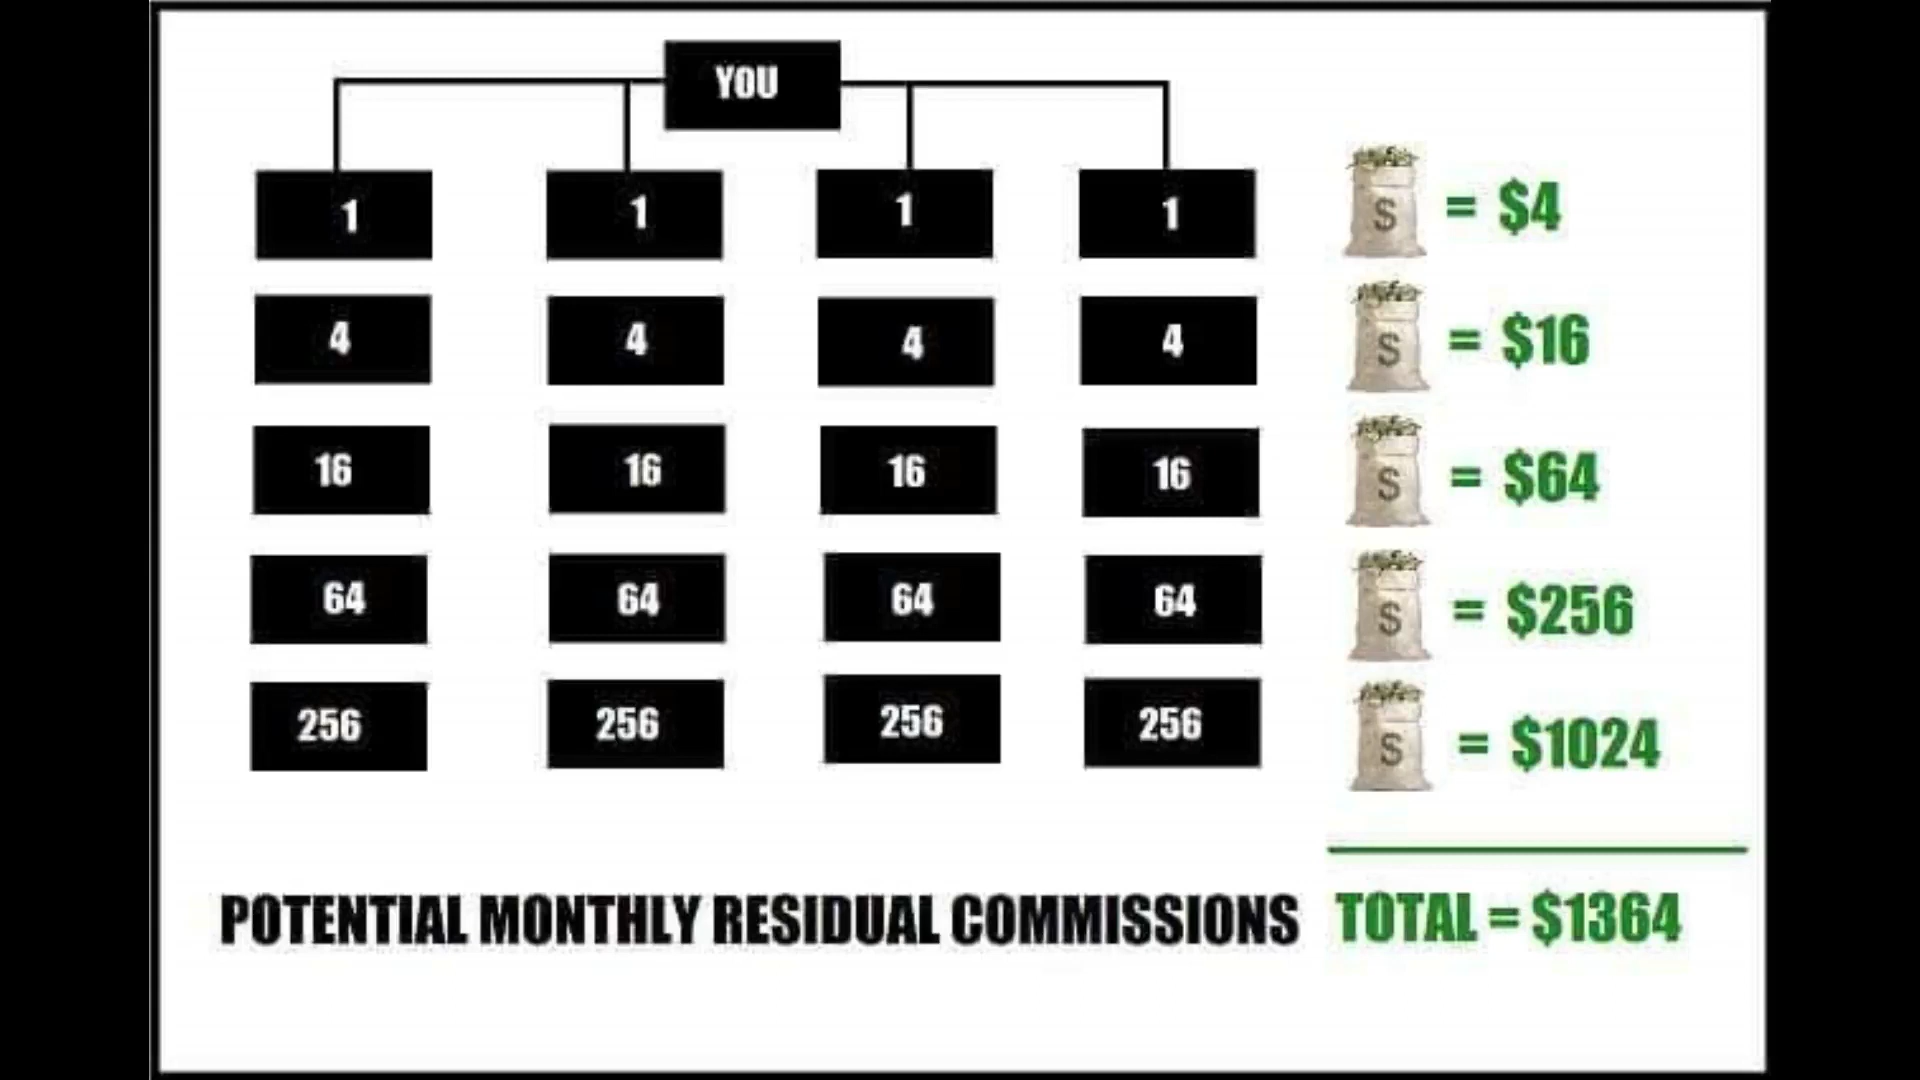 YOU
1 1 1 1 = $4
4 4 4 4 = $16
16 16 16 16 = $64
64 64 64 64 = $256
256 256 256 256 = $1024
POTENTIAL MONTHLY RESIDUAL COMMISSIONS TOTAL = $1364